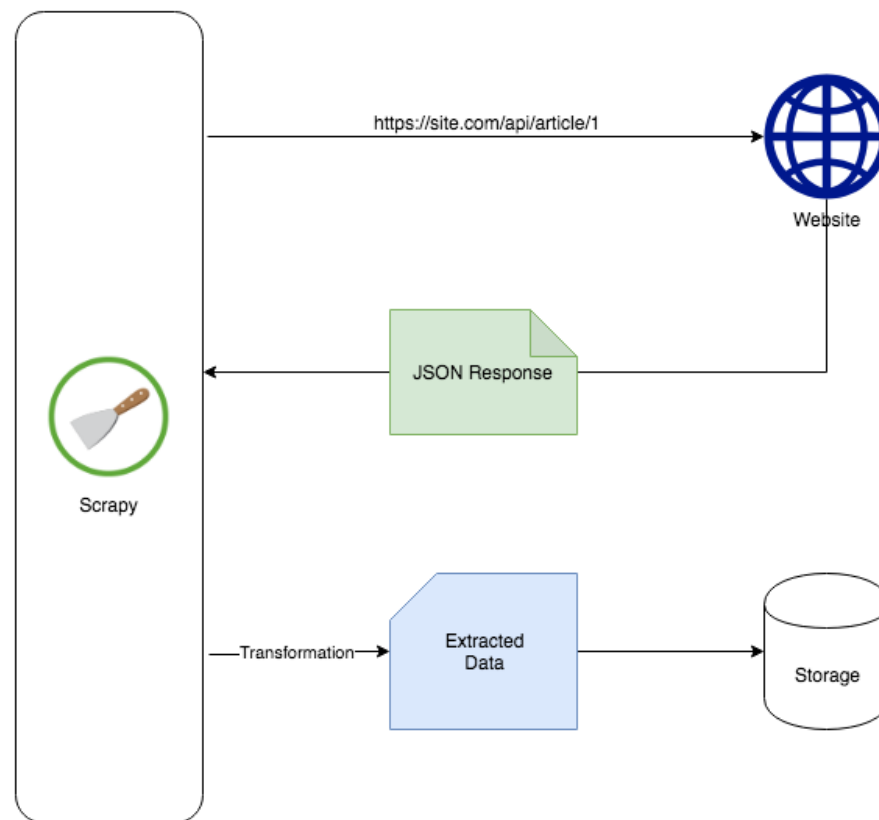 https://site.com/api/article/1
Website
JSON Response
Scrapy
Transformation
Extracted
Data
Storage